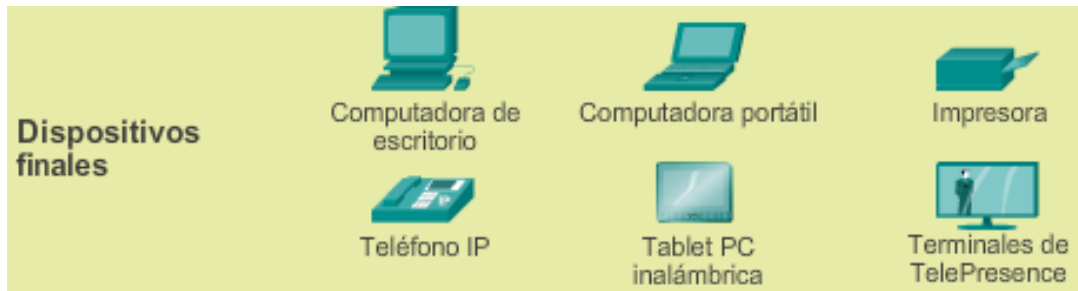 Dispositivos
finales
Computadora de
escritorio
Computadora portátil
Impresora
Teléfono IP
Tablet PC
inalámbrica
Terminales de
TelePresence